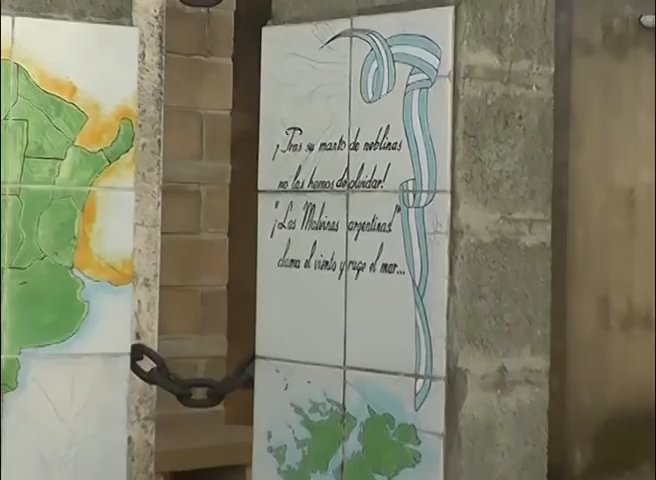 ¡Tras su manto de neblinas
no las hemos de olvidar!
"¡Las Malvinas argentinas!"
clama el viento y ruge el mar...